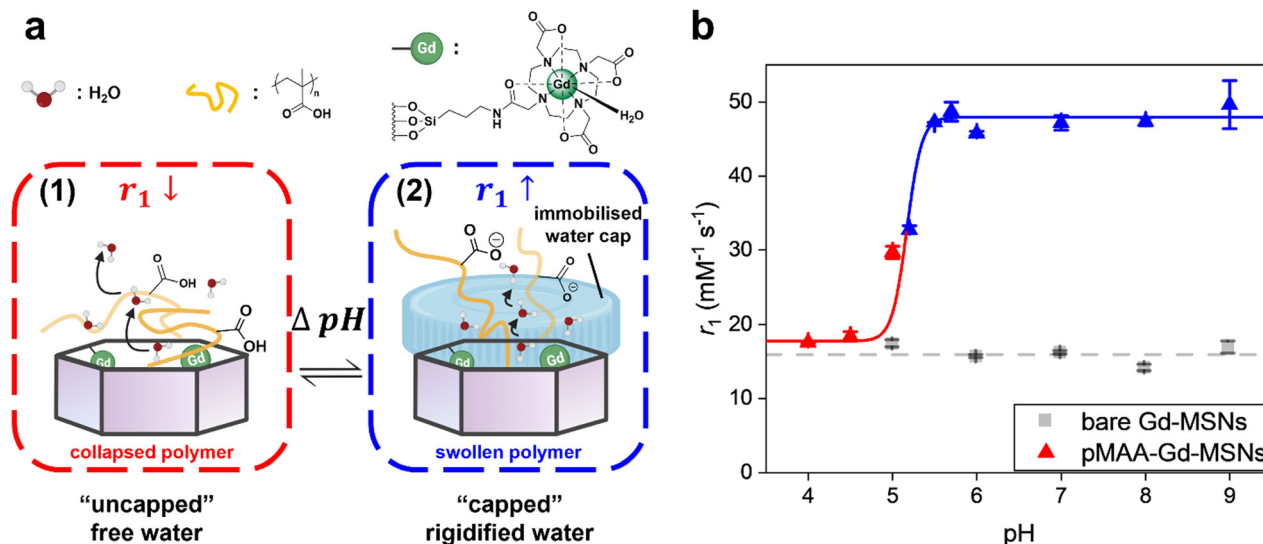 a
: H₂O
n
O
OH
Gd :
O
O
O
N
N
O
O
Si
N
H
Gd
N
N
O
O
O
H₂O
O
O
(1) r₁ ↓
O
OH
O
OH
Gd
Gd
collapsed polymer
"uncapped"
free water
Δ pH
(2) r₁ ↑
immobilised
water cap
O
O
⊖
O
O
⊖
Gd
Gd
swollen polymer
"capped"
rigidified water
b
r₁ (mM⁻¹ s⁻¹)
50
40
30
20
10
0
4 5 6 7 8 9
pH
bare Gd-MSNs
pMAA-Gd-MSNs